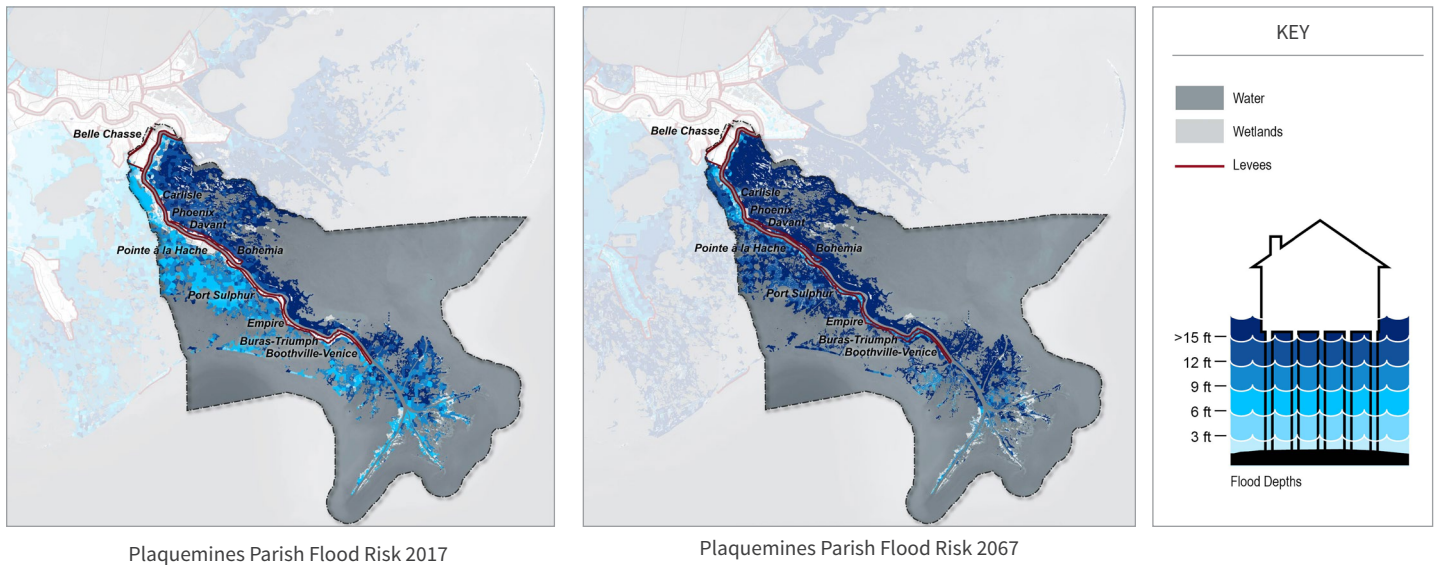 Belle Chasse
Carlisle
Phoenix
Davant
Pointe à la Hache
Bohemia
Port Sulphur
Empire
Buras-Triumph
Boothville-Venice
Plaquemines Parish Flood Risk 2017
Belle Chasse
Carlisle
Phoenix
Davant
Pointe à la Hache
Bohemia
Port Sulphur
Empire
Buras-Triumph
Boothville-Venice
Plaquemines Parish Flood Risk 2067
KEY
Water
Wetlands
Levees
>15 ft
12 ft
9 ft
6 ft
3 ft
Flood Depths